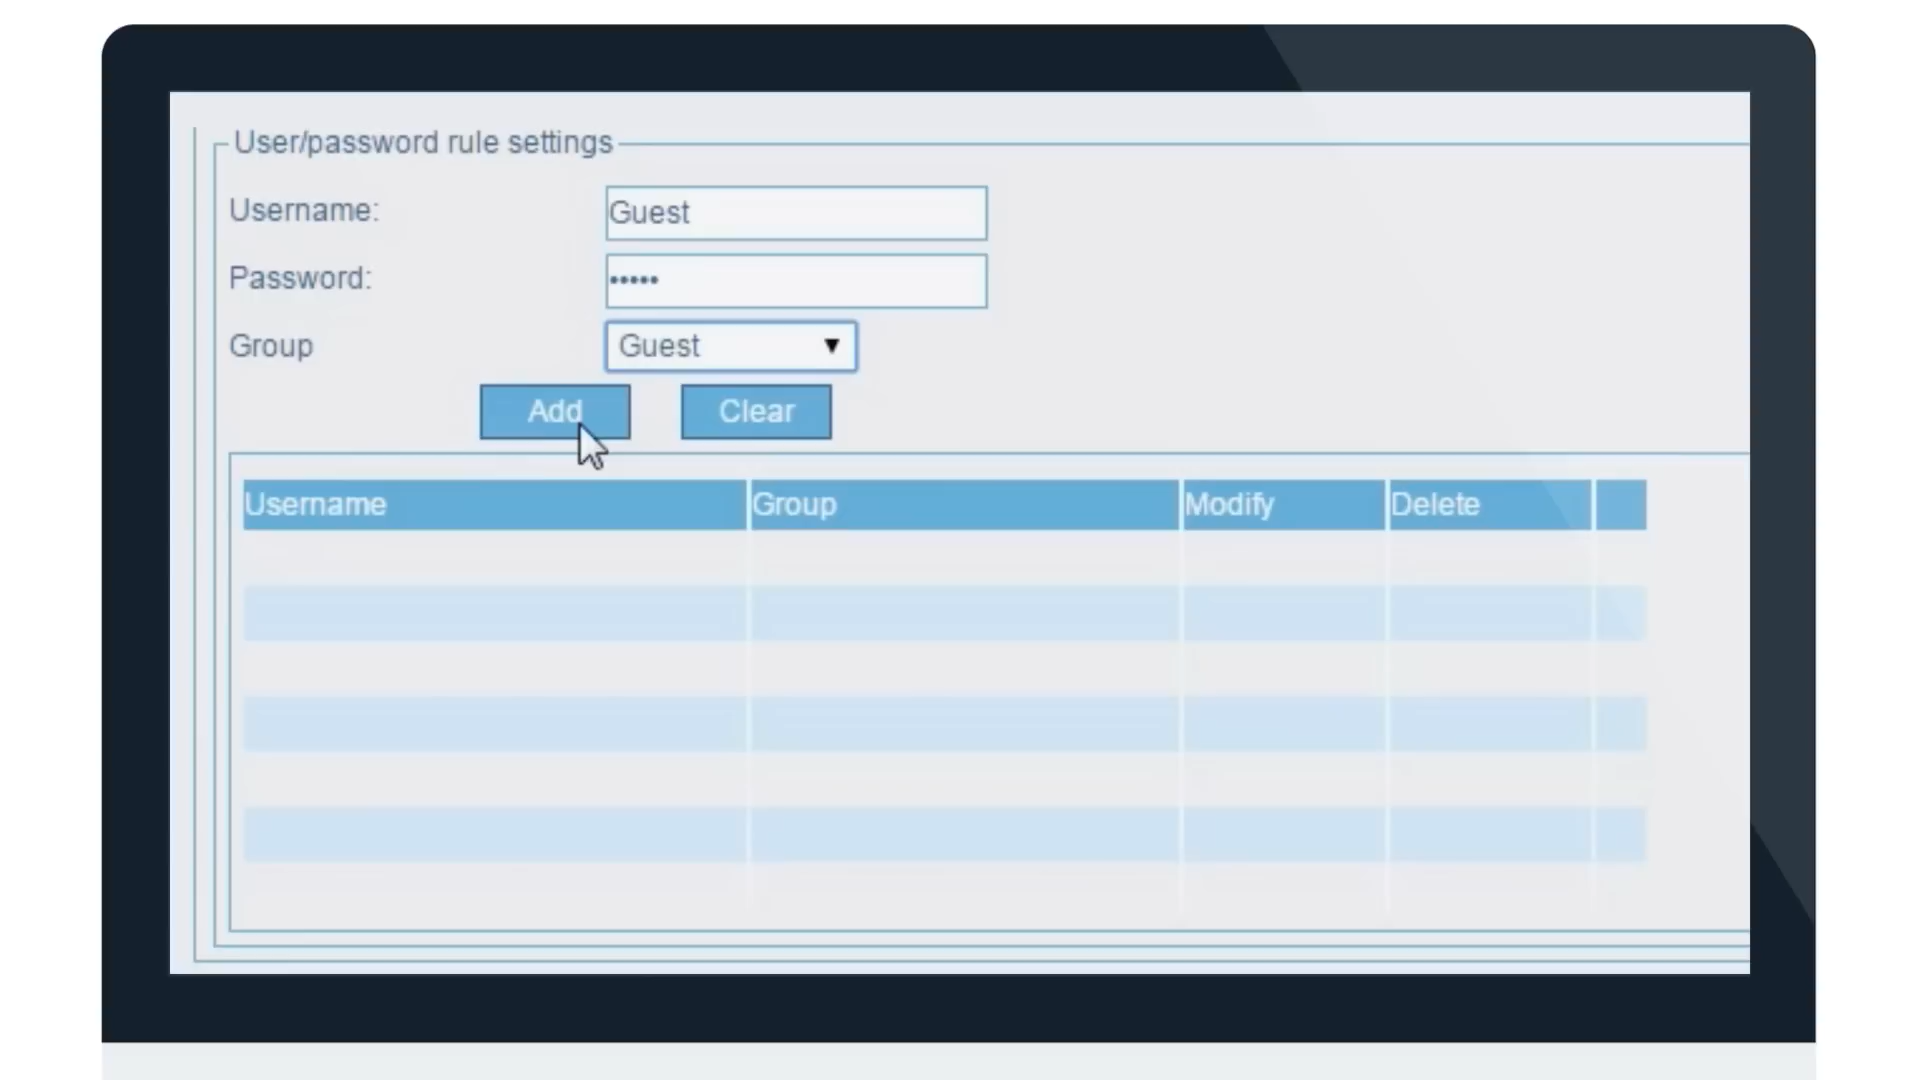 User/password rule settings
Username: Guest
Password: •••••
Group Guest ▼
Add Clear
Username Group Modify Delete